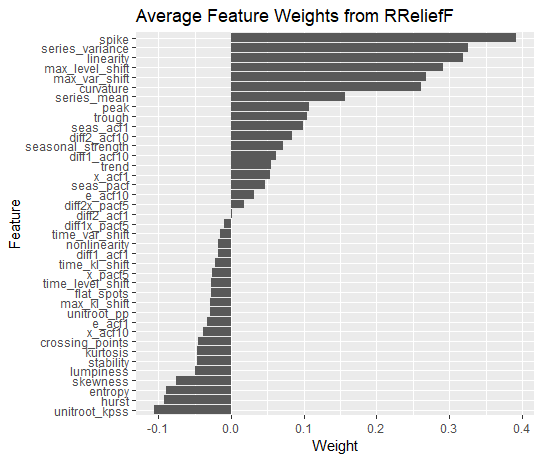 Average Feature Weights from RReliefF
spike
series_variance
linearity
max_level_shift
max_var_shift
curvature
series_mean
peak
trough
seas_acf1
diff2_acf10
seasonal_strength
diff1_acf10
trend
x_acf1
seas_pacf
e_acf10
diff2x_pacf5
diff2_acf1
diff1x_pacf5
time_var_shift
nonlinearity
diff1_acf1
time_kl_shift
x_pacf5
time_level_shift
flat_spots
max_kl_shift
unitroot_pp
e_acf1
x_acf10
crossing_points
kurtosis
stability
lumpiness
skewness
entropy
hurst
unitroot_kpss
Feature
-0.1 0.0 0.1 0.2 0.3 0.4
Weight